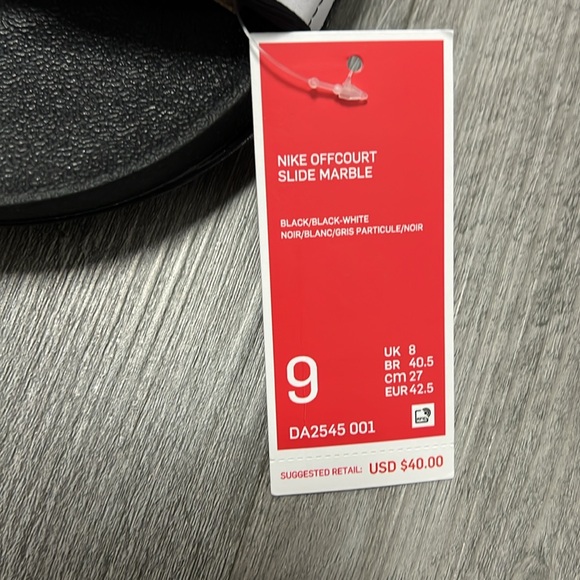 NIKE OFFCOURT
SLIDE MARBLE
BLACK/BLACK-WHITE
NOIR/BLANC/GRIS PARTICULE/NOIR
9
UK 8
BR 40.5
cm 27
EUR 42.5
DA2545 001
SUGGESTED RETAIL: USD $40.00